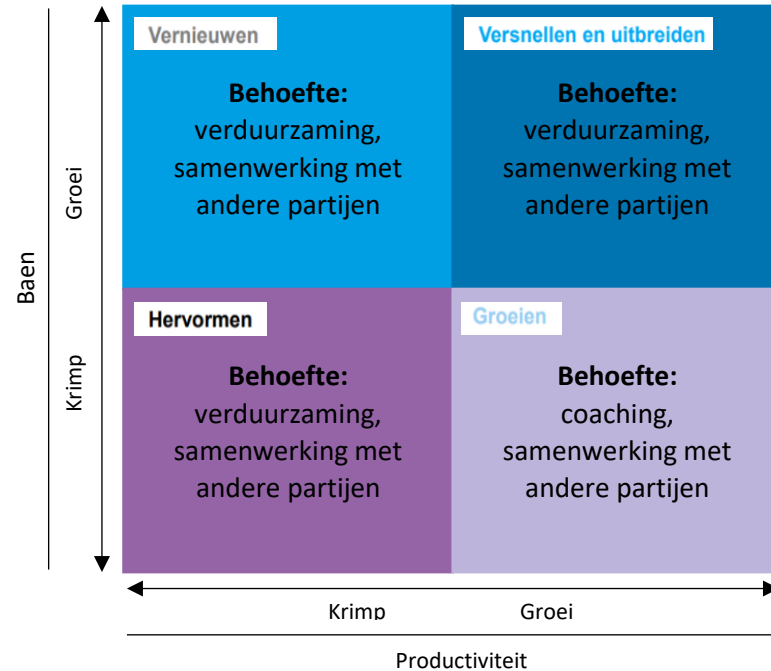 Vernieuwen
Behoefte:
verduurzaming,
samenwerking met
andere partijen
Versnellen en uitbreiden
Behoefte:
verduurzaming,
samenwerking met
andere partijen
Hervormen
Behoefte:
verduurzaming,
samenwerking met
andere partijen
Groeien
Behoefte:
coaching,
samenwerking met
andere partijen
Baen
Groei
Krimp
Krimp
Groei
Productiviteit